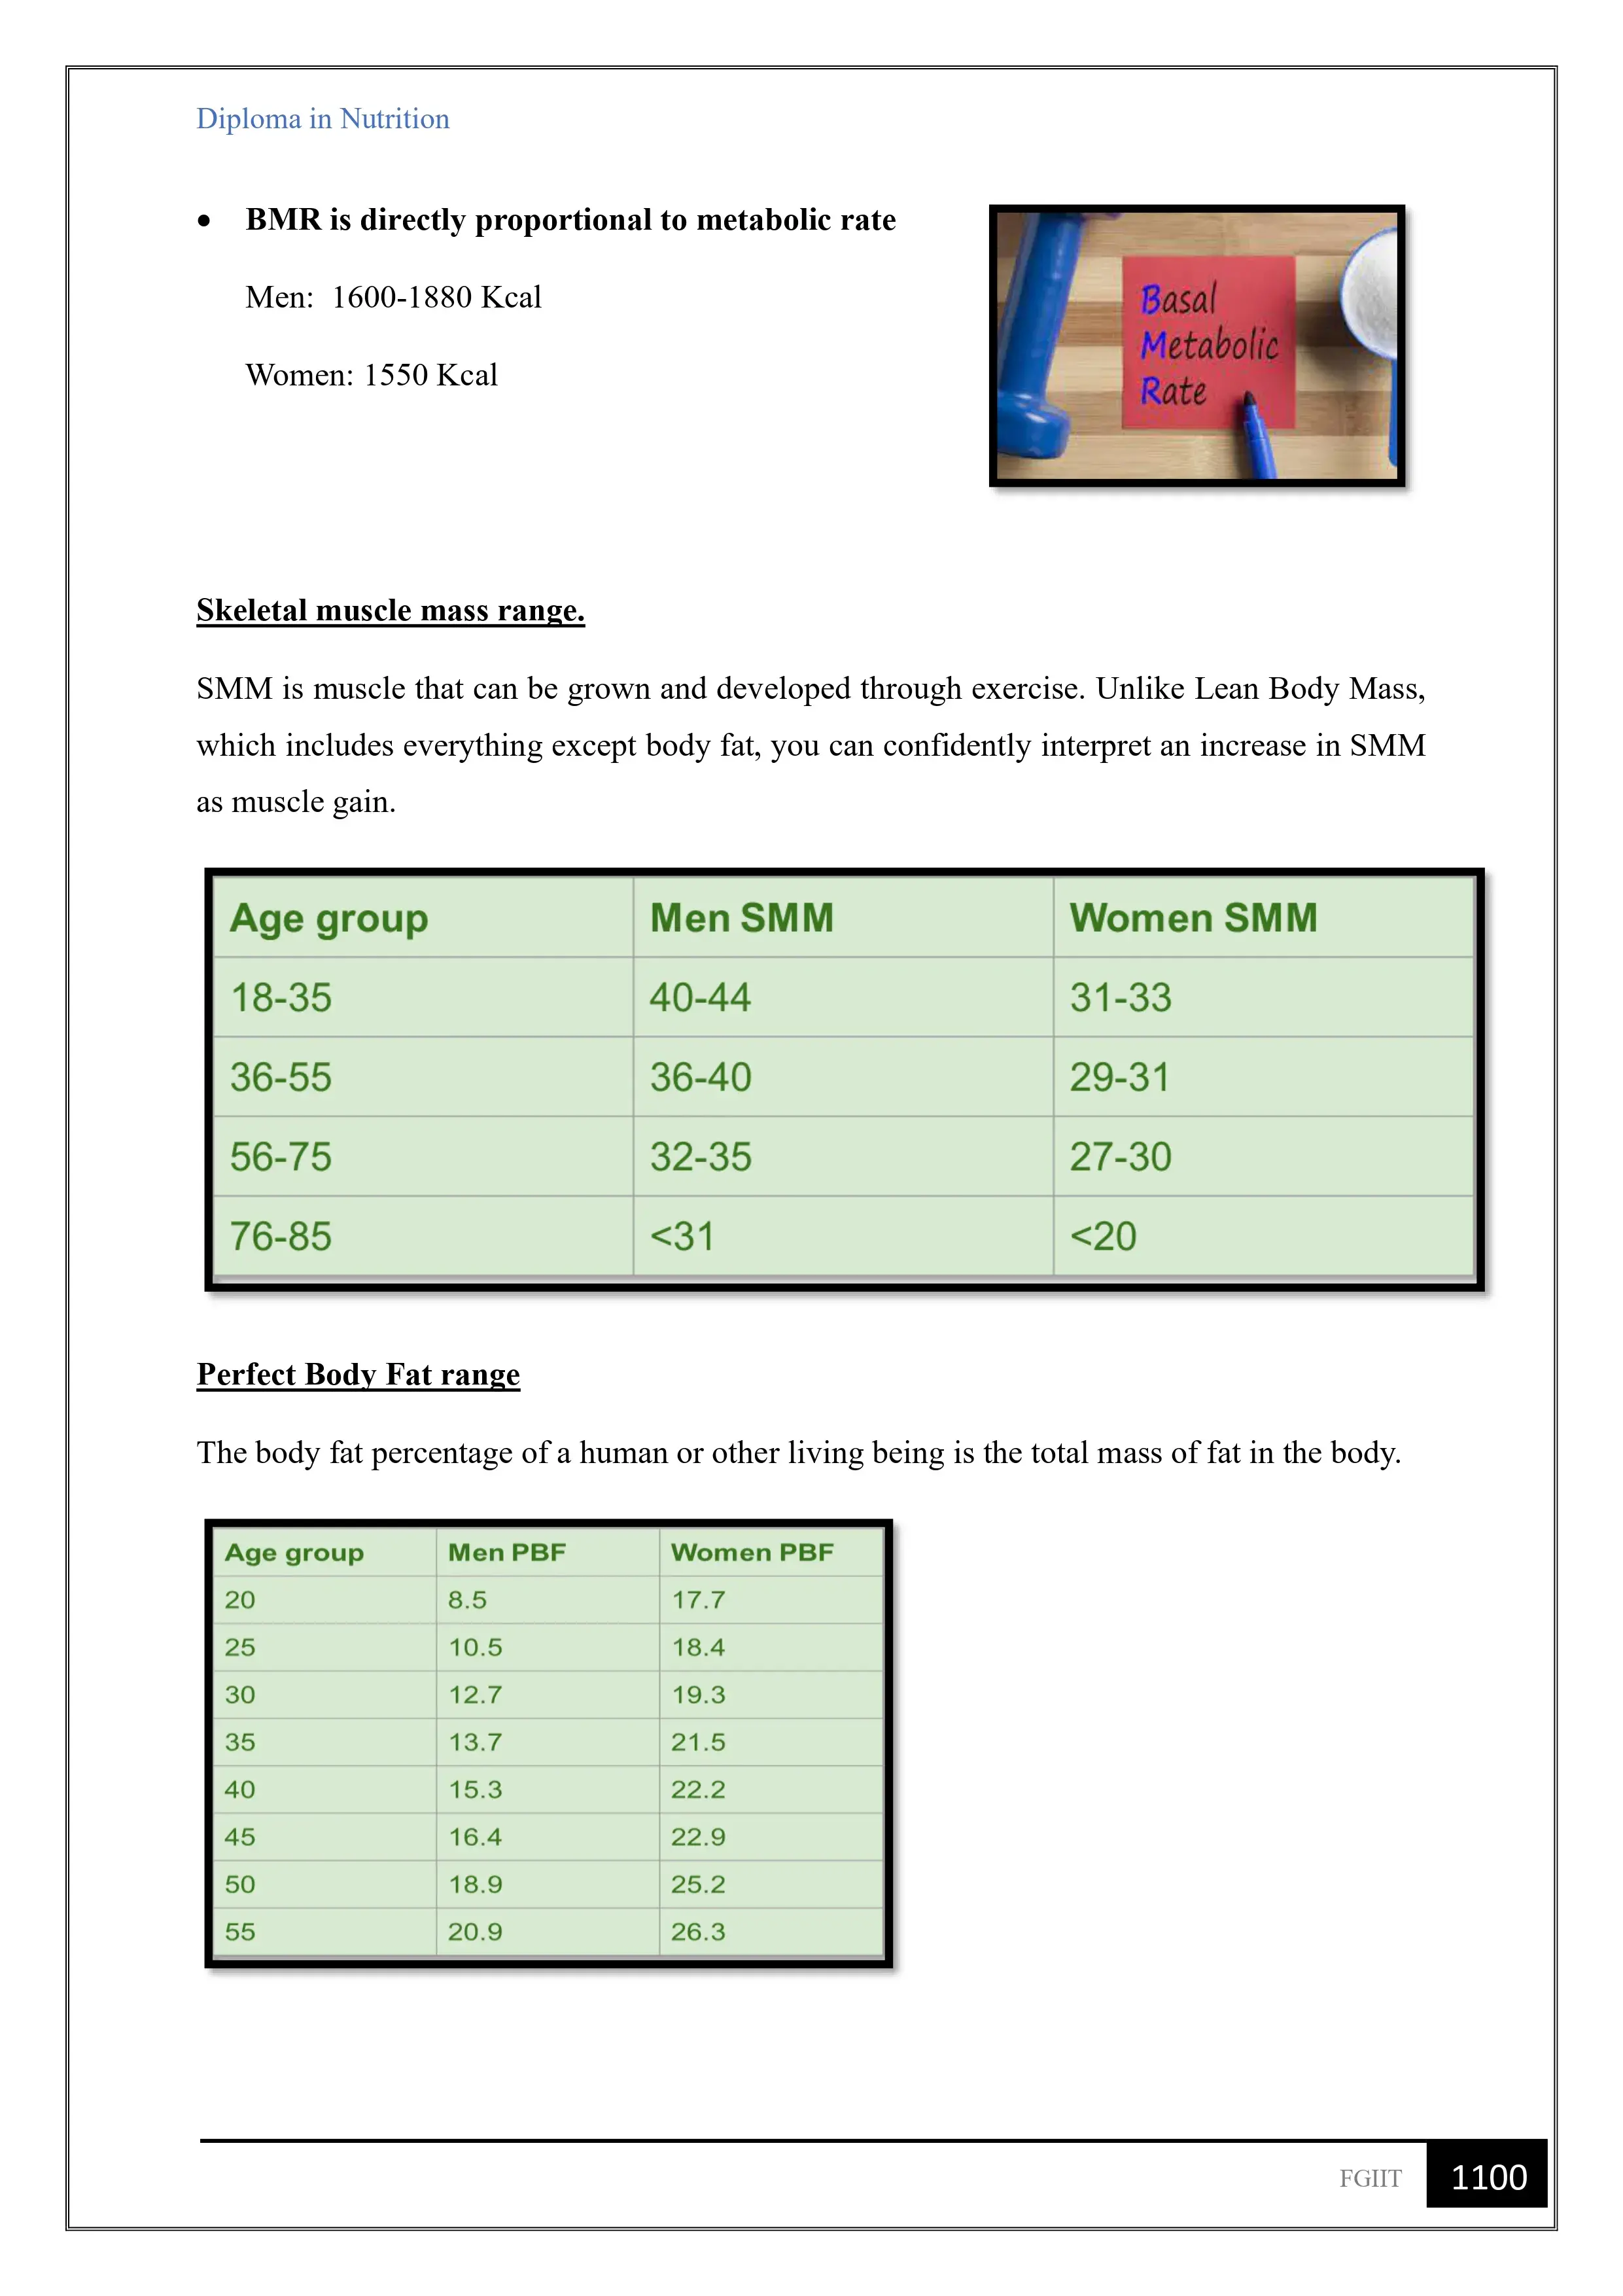 Diploma in Nutrition
• BMR is directly proportional to metabolic rate
Men:  1600-1880 Kcal
Women: 1550 Kcal
Basal
Metabolic
Rate
Skeletal muscle mass range.
SMM is muscle that can be grown and developed through exercise. Unlike Lean Body Mass,
which includes everything except body fat, you can confidently interpret an increase in SMM
as muscle gain.
Age group Men SMM Women SMM
18-35 40-44 31-33
36-55 36-40 29-31
56-75 32-35 27-30
76-85 <31 <20
Perfect Body Fat range
The body fat percentage of a human or other living being is the total mass of fat in the body.
Age group Men PBF Women PBF
20 8.5 17.7
25 10.5 18.4
30 12.7 19.3
35 13.7 21.5
40 15.3 22.2
45 16.4 22.9
50 18.9 25.2
55 20.9 26.3
FGIIT 1100